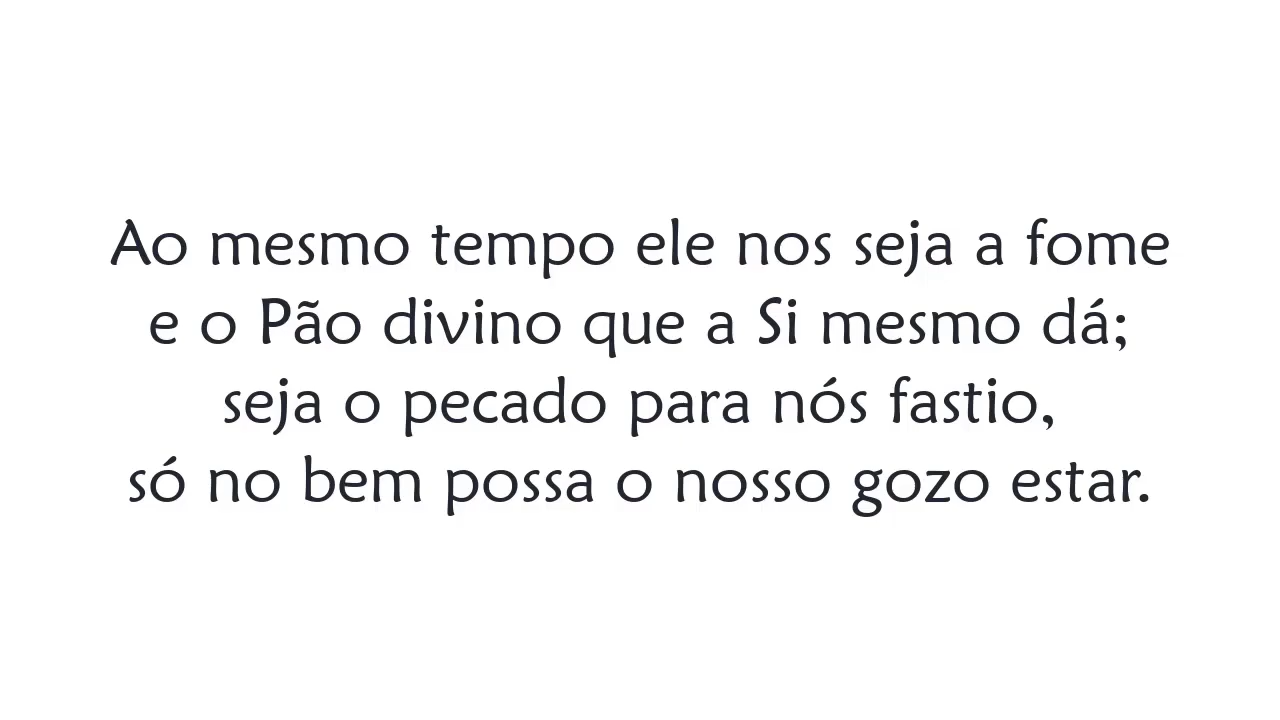 Ao mesmo tempo ele nos seja a fome
e o Pão divino que a Si mesmo dá;
seja o pecado para nós fastio,
só no bem possa o nosso gozo estar.